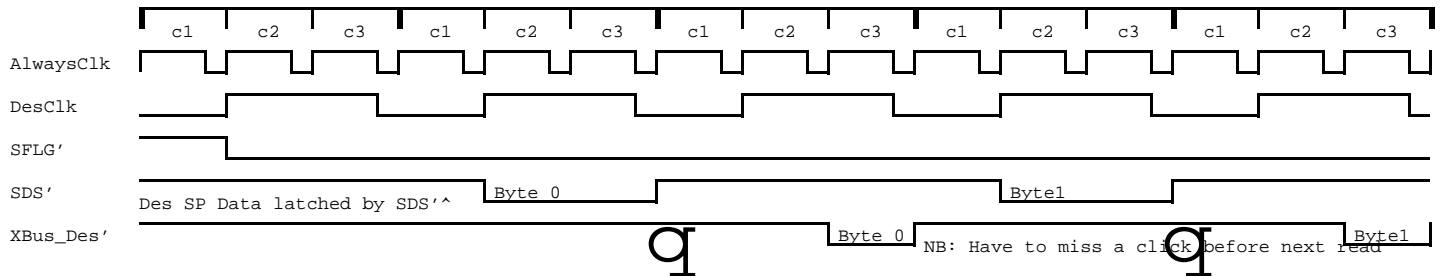 c1 c2 c3 c1 c2 c3 c1 c2 c3 c1 c2 c3 c1 c2 c3
AlwaysClk
DesClk
SFLG'
SDS' Byte 0 Byte1
Des SP Data latched by SDS'^
XBus_Des' q Byte 0 q Byte1
NB: Have to miss a click before next read